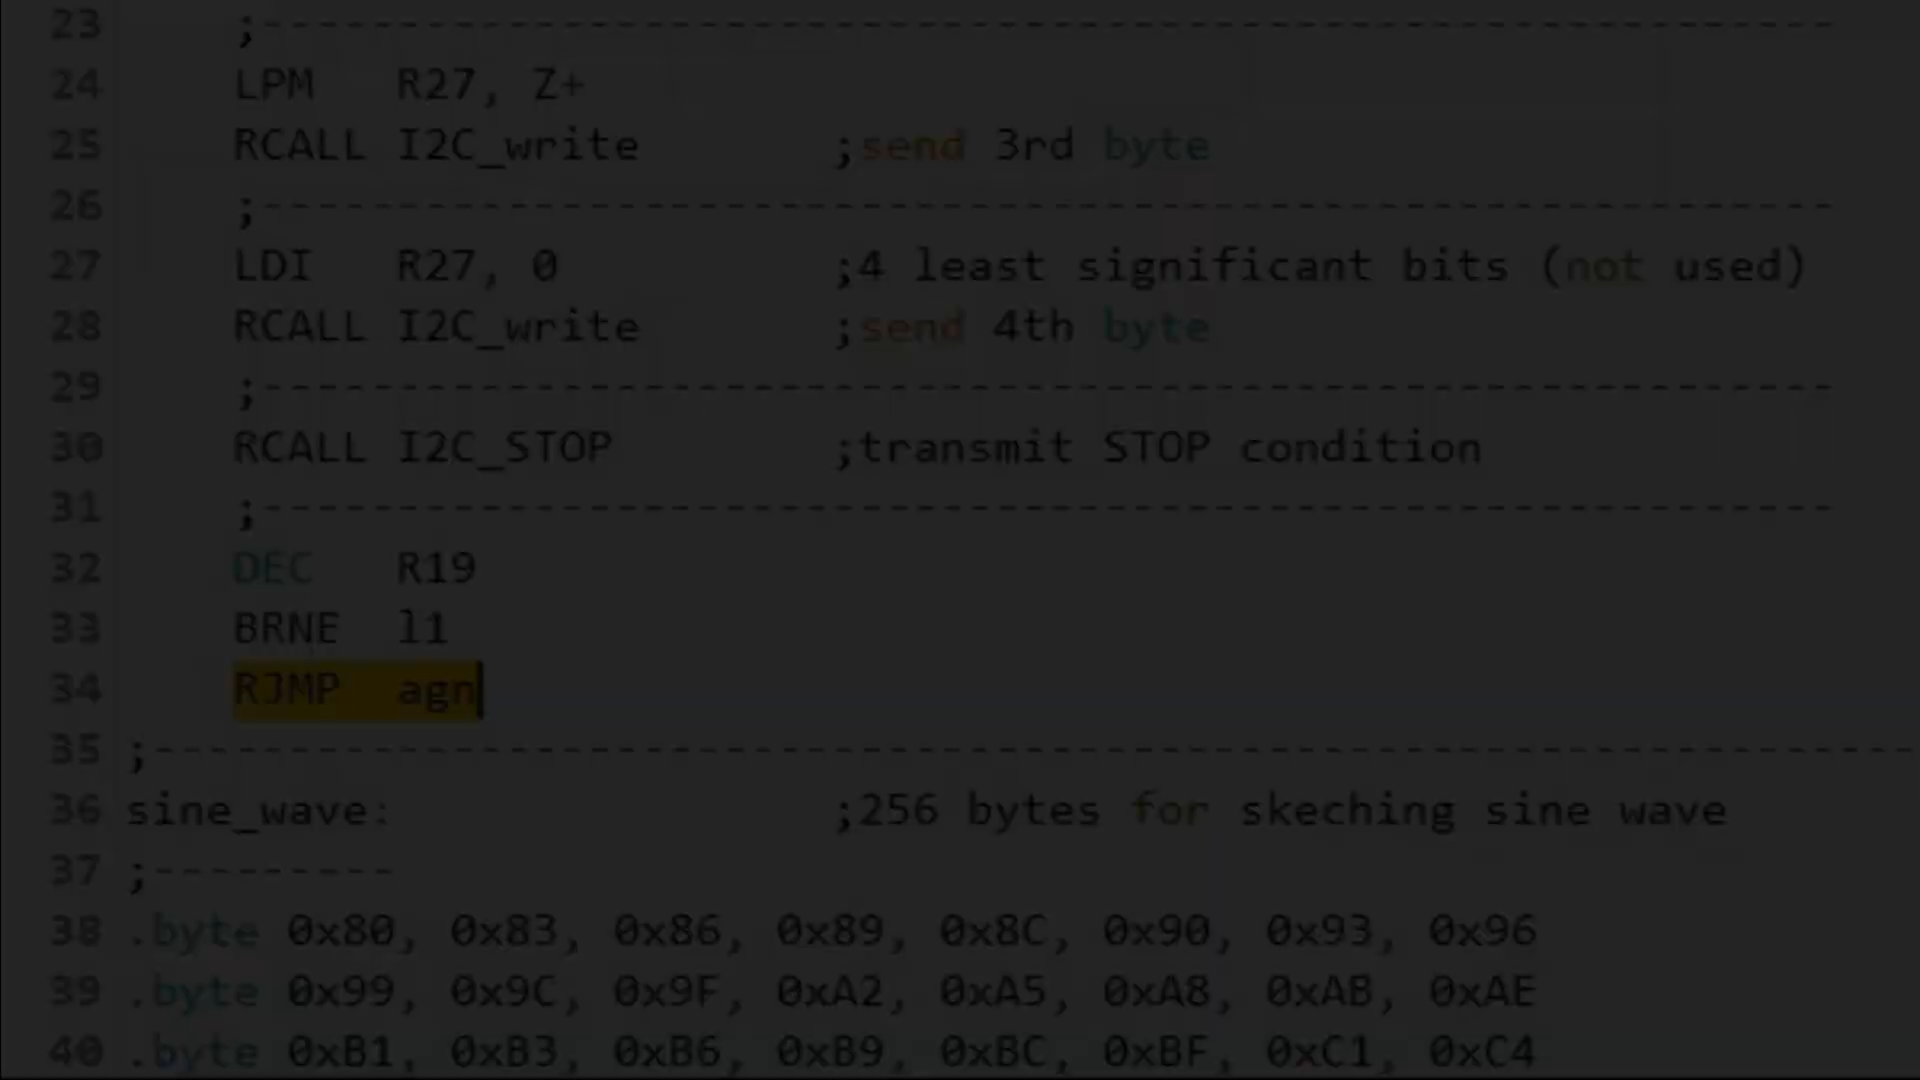 23 ;----------------------------------------------------------
24 LPM R27, Z+
25 RCALL I2C_write ;send 3rd byte
26 ;----------------------------------------------------------
27 LDI R27, 0 ;4 least significant bits (not used)
28 RCALL I2C_write ;send 4th byte
29 ;----------------------------------------------------------
30 RCALL I2C_STOP ;transmit STOP condition
31 ;----------------------------------------------------------
32 DEC R19
33 BRNE l1
34 RJMP agn
35 ;-----------------------------------------------------------------
36 sine_wave: ;256 bytes for skeching sine wave
37 ;---------
38 .byte 0x80, 0x83, 0x86, 0x89, 0x8C, 0x90, 0x93, 0x96
39 .byte 0x99, 0x9C, 0x9F, 0xA2, 0xA5, 0xA8, 0xAB, 0xAE
40 .byte 0xB1, 0xB3, 0xB6, 0xB9, 0xBC, 0xBF, 0xC1, 0xC4